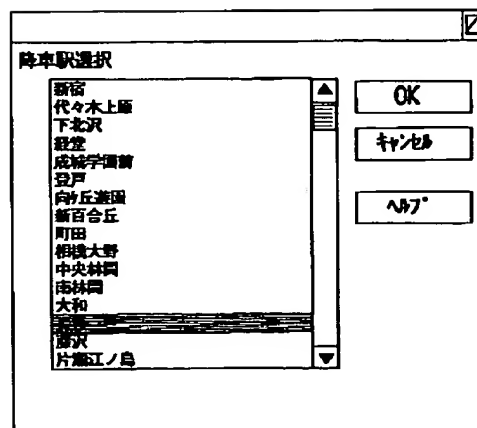 降車駅選択
新宿
代々木上原
下北沢
経堂
成城学園前
登戸
向ケ丘遊園
新百合丘
町田
相模大野
中央林間
南林間
大和
藤沢
片瀬江ノ島
OK
キャンセル
ヘルプ